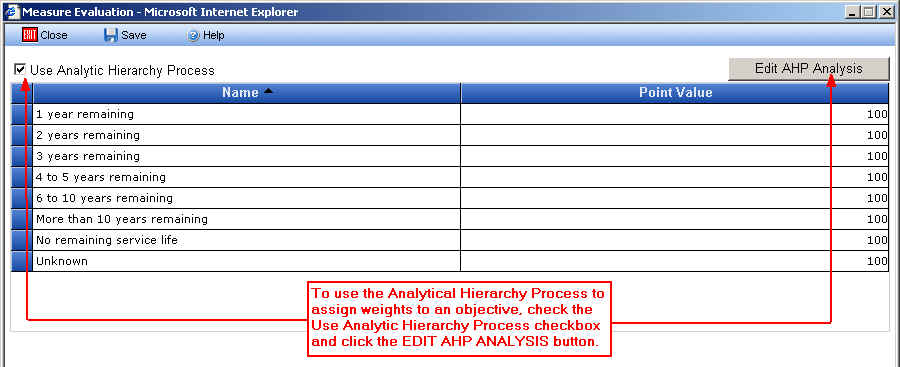 Measure Evaluation - Microsoft Internet Explorer
EXIT Close Save Help
Use Analytic Hierarchy Process Edit AHP Analysis
Name Point Value
1 year remaining 100
2 years remaining 100
3 years remaining 100
4 to 5 years remaining 100
6 to 10 years remaining 100
More than 10 years remaining 100
No remaining service life 100
Unknown 100
To use the Analytical Hierarchy Process to
assign weights to an objective, check the
Use Analytic Hierarchy Process checkbox
and click the EDIT AHP ANALYSIS button.